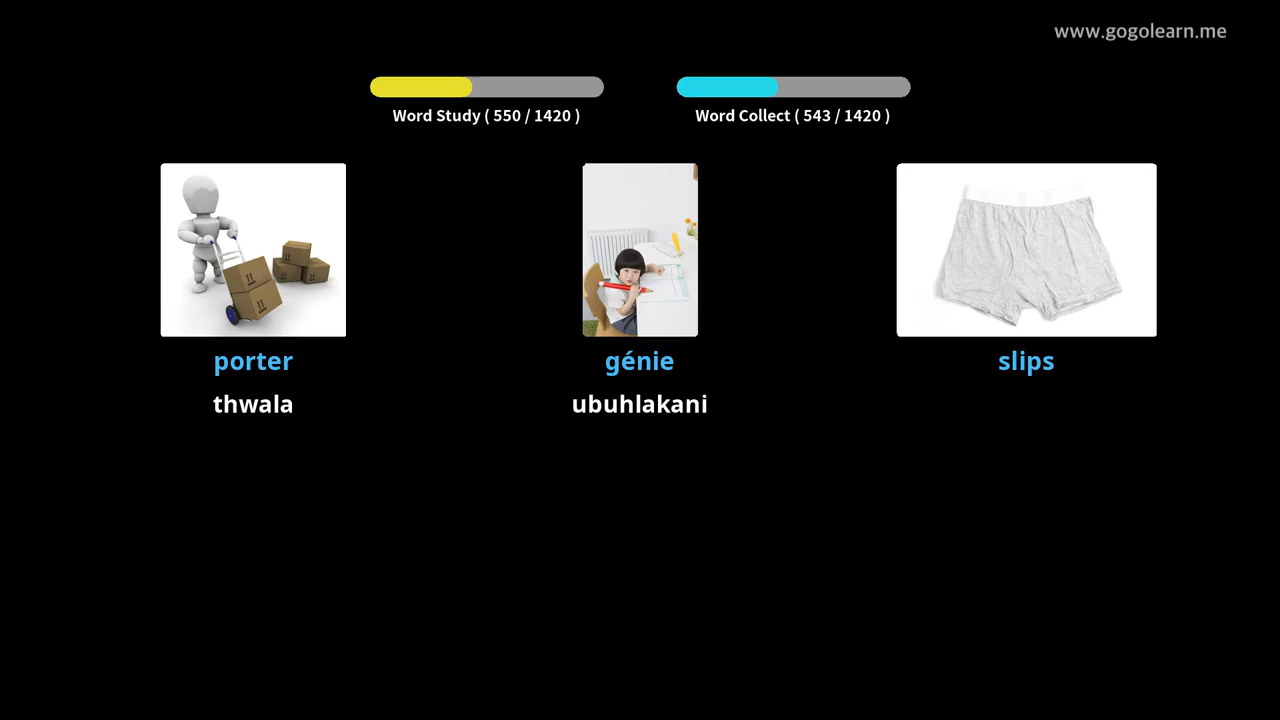 www.gogolearn.me
Word Study ( 550 / 1420 )
Word Collect ( 543 / 1420 )
porter
génie
slips
thwala
ubuhlakani